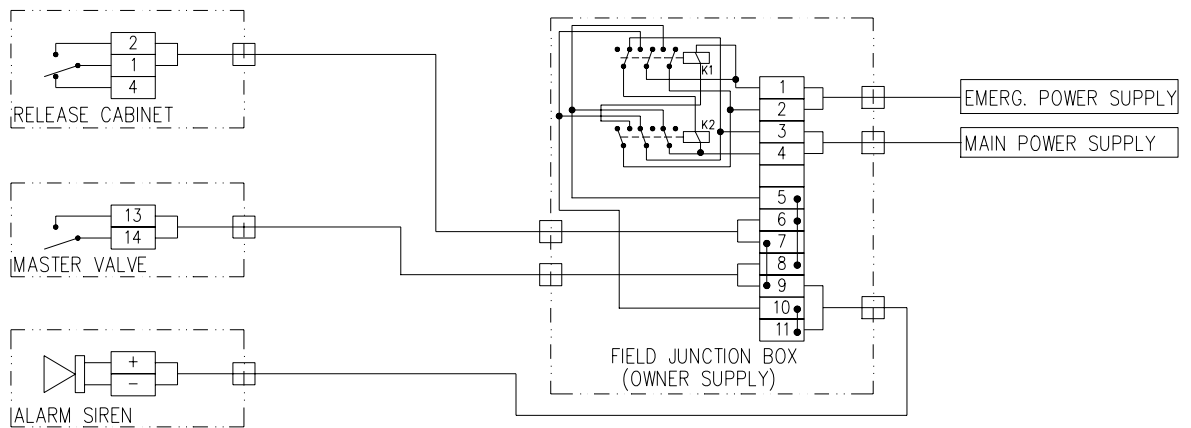 2
1
4
RELEASE CABINET
13
14
MASTER VALVE
+
−
ALARM SIREN
K1
K2
1
2
3
4
5
6
7
8
9
10
11
FIELD JUNCTION BOX
(OWNER SUPPLY)
EMERG. POWER SUPPLY
MAIN POWER SUPPLY